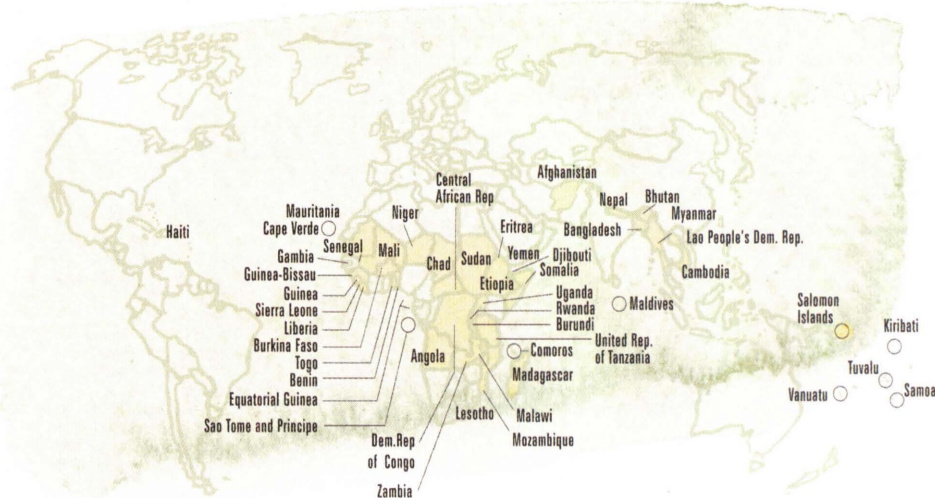 Central
African Rep
Afghanistan
Mauritania
Cape Verde
Niger
Nepal
Bhutan
Myanmar
Haiti
Senegal
Mali
Eritrea
Bangladesh
Lao People's Dem. Rep.
Gambia
Chad
Sudan
Yemen
Djibouti
Guinea-Bissau
Somalia
Cambodia
Guinea
Etiopia
Uganda
Sierra Leone
Rwanda
Maldives
Salomon
Islands
Liberia
Burundi
Kiribati
Burkina Faso
United Rep.
of Tanzania
Togo
Angola
Comoros
Benin
Madagascar
Tuvalu
Equatorial Guinea
Vanuatu
Samoa
Sao Tome and Principe
Lesotho
Malawi
Dem.Rep
of Congo
Mozambique
Zambia